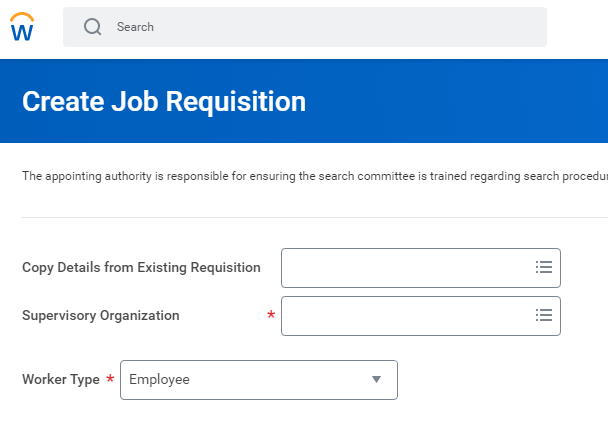 W
Search
Create Job Requisition
The appointing authority is responsible for ensuring the search committee is trained regarding search
Copy Details from Existing Requisition
Supervisory Organization *
Worker Type * Employee